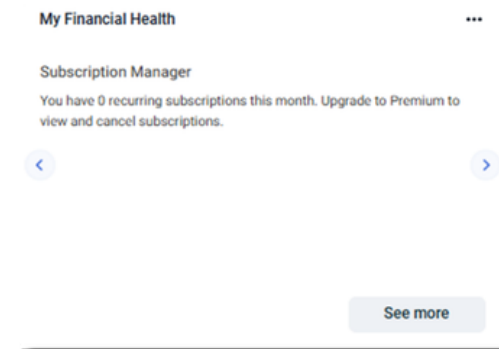 My Financial Health
Subscription Manager
You have 0 recurring subscriptions this month. Upgrade to Premium to
view and cancel subscriptions.
See more